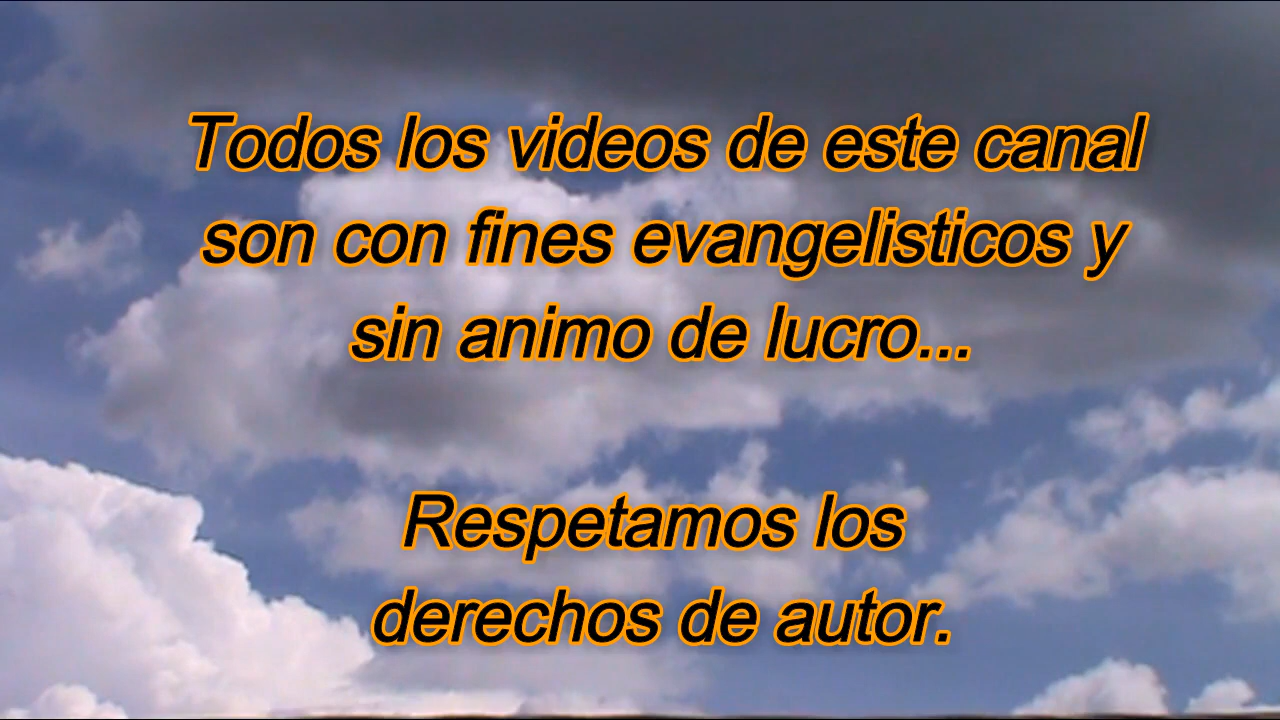 Todos los videos de este canal
son con fines evangelisticos y
sin animo de lucro...
Respetamos los
derechos de autor.